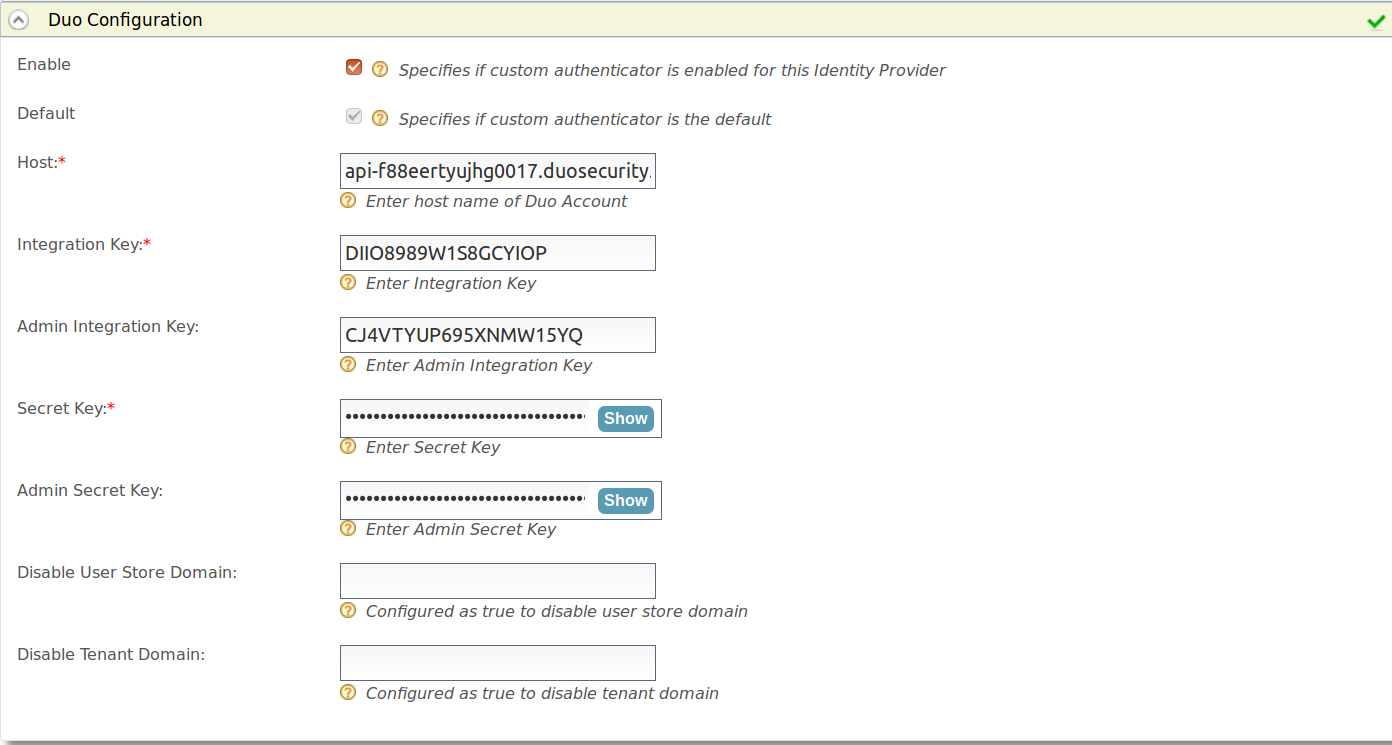 Duo Configuration
Enable
Specifies if custom authenticator is enabled for this Identity Provider
Default
Specifies if custom authenticator is the default
Host:*
api-f88eertyujhg0017.duosecurity.
Enter host name of Duo Account
Integration Key:*
DIIO8989W1S8GCYIOP
Enter Integration Key
Admin Integration Key:
CJ4VTYUP695XNMW15YQ
Enter Admin Integration Key
Secret Key:*
Show
Enter Secret Key
Admin Secret Key:
Show
Enter Admin Secret Key
Disable User Store Domain:
Configured as true to disable user store domain
Disable Tenant Domain:
Configured as true to disable tenant domain